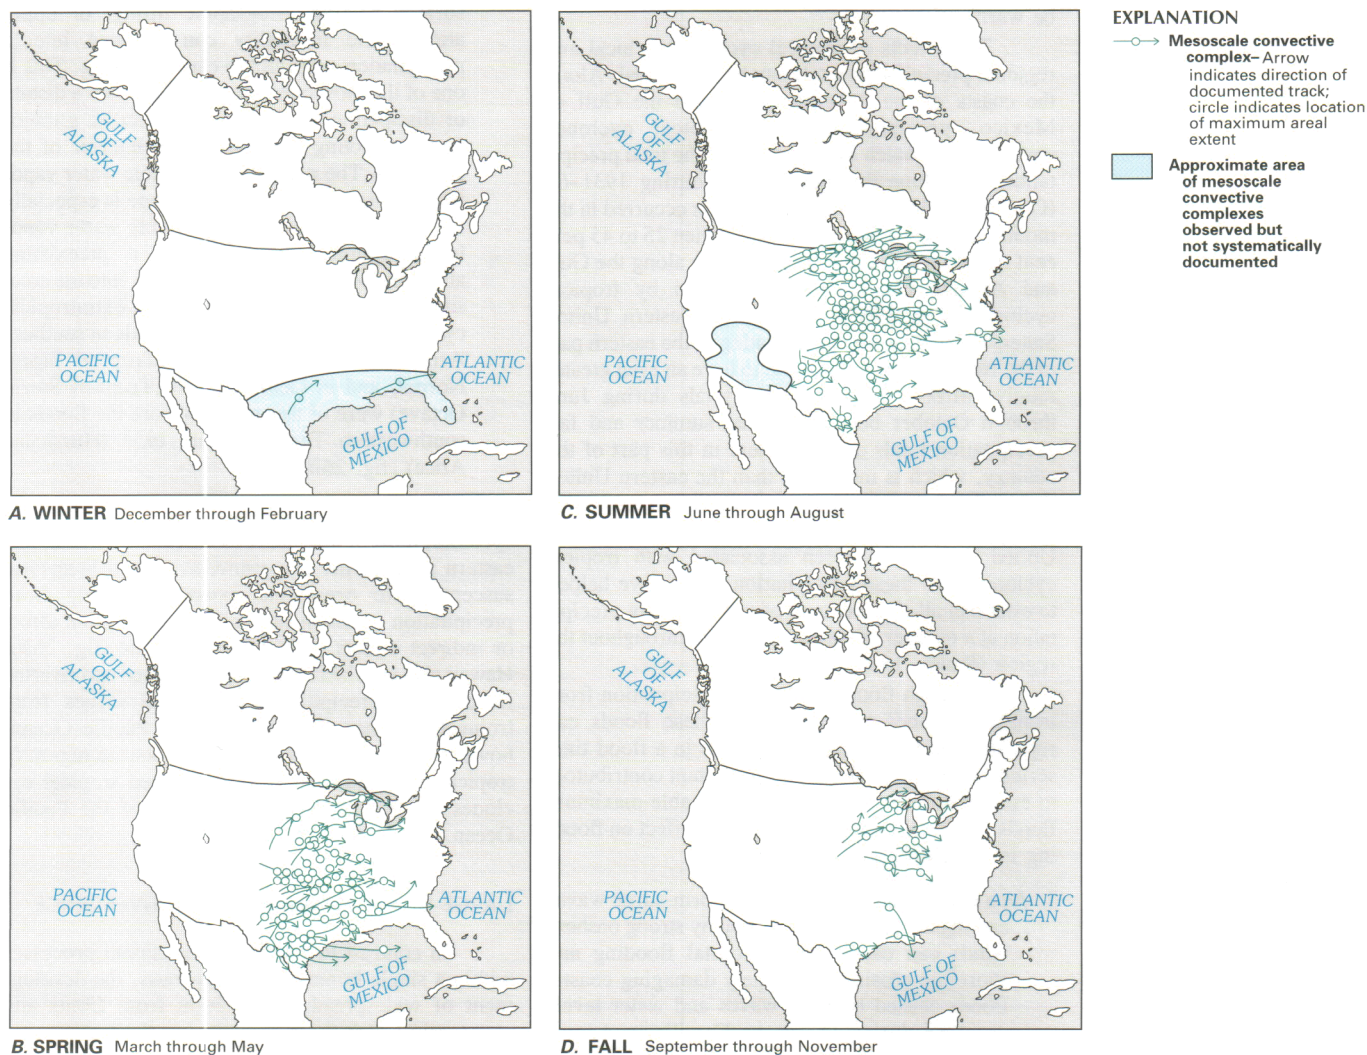 GULF
OF
ALASKA
PACIFIC
OCEAN
ATLANTIC
OCEAN
GULF OF
MEXICO
A. WINTER December through February
GULF
OF
ALASKA
PACIFIC
OCEAN
ATLANTIC
OCEAN
GULF OF
MEXICO
C. SUMMER June through August
EXPLANATION
Mesoscale convective
complex–Arrow
indicates direction of
documented track;
circle indicates location
of maximum areal
extent
Approximate area
of mesoscale
convective
complexes
observed but
not systematically
documented
GULF
OF
ALASKA
PACIFIC
OCEAN
ATLANTIC
OCEAN
GULF OF
MEXICO
B. SPRING March through May
GULF
OF
ALASKA
PACIFIC
OCEAN
ATLANTIC
OCEAN
GULF OF
MEXICO
D. FALL September through November